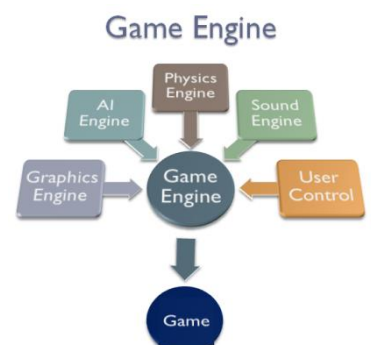 Game Engine
Physics
Engine
AI
Engine
Sound
Engine
Graphics
Engine
Game
Engine
User
Control
Game